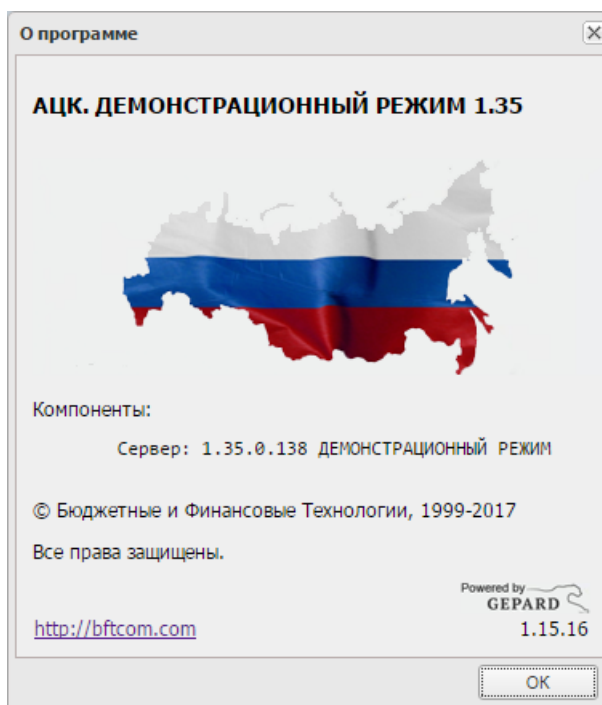 О программе
АЦК. ДЕМОНСТРАЦИОННЫЙ РЕЖИМ 1.35
Компоненты:
Сервер: 1.35.0.138 ДЕМОНСТРАЦИОННЫЙ РЕЖИМ
© Бюджетные и Финансовые Технологии, 1999-2017
Все права защищены.
Powered by
GEPARD
http://bftcom.com 1.15.16
OK